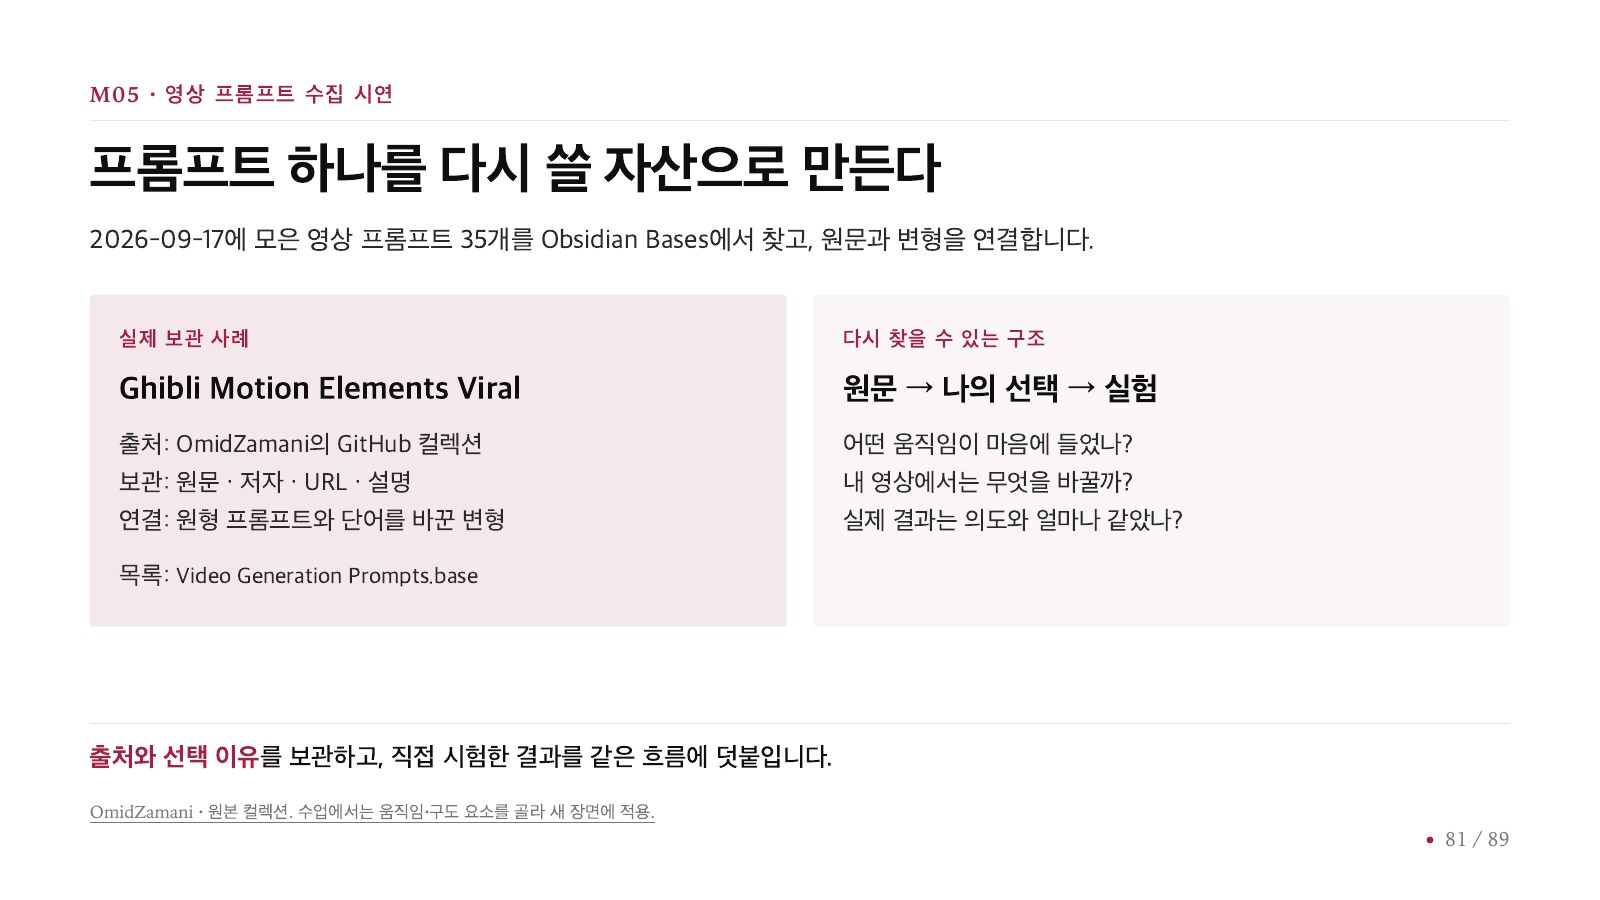 M05 · 영상 프롬프트 수집 시연
프롬프트 하나를 다시 쓸 자산으로 만든다
2026-09-17에 모은 영상 프롬프트 35개를 Obsidian Bases에서 찾고, 원문과 변형을 연결합니다.
실제 보관 사례
Ghibli Motion Elements Viral
출처: OmidZamani의 GitHub 컬렉션
보관: 원문 · 저자 · URL · 설명
연결: 원형 프롬프트와 단어를 바꾼 변형
목록: Video Generation Prompts.base
다시 찾을 수 있는 구조
원문 → 나의 선택 → 실험
어떤 움직임이 마음에 들었나?
내 영상에서는 무엇을 바꿀까?
실제 결과는 의도와 얼마나 같았나?
출처와 선택 이유를 보관하고, 직접 시험한 결과를 같은 흐름에 덧붙입니다.
OmidZamani · 원본 컬렉션. 수업에서는 움직임·구도 요소를 골라 새 장면에 적용.
• 81 / 89